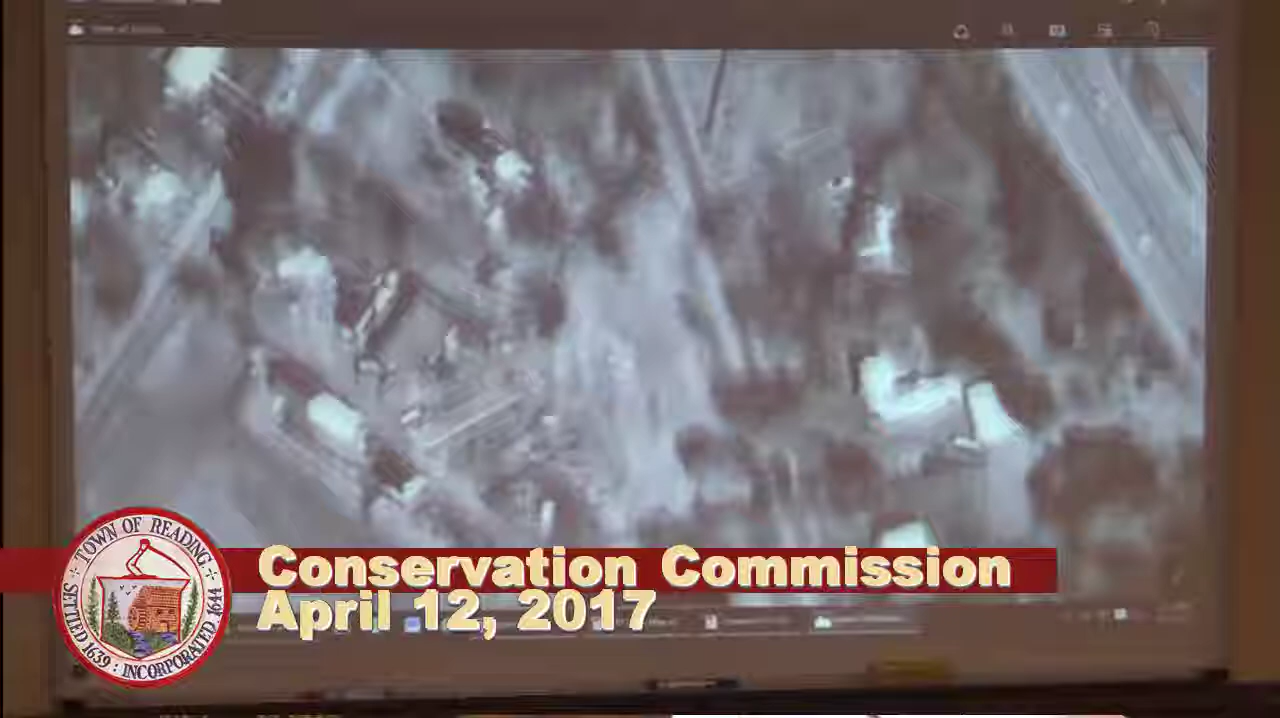 Conservation Commission
April 12, 2017
TOWN OF READING
SETTLED 1639 : INCORPORATED 1644